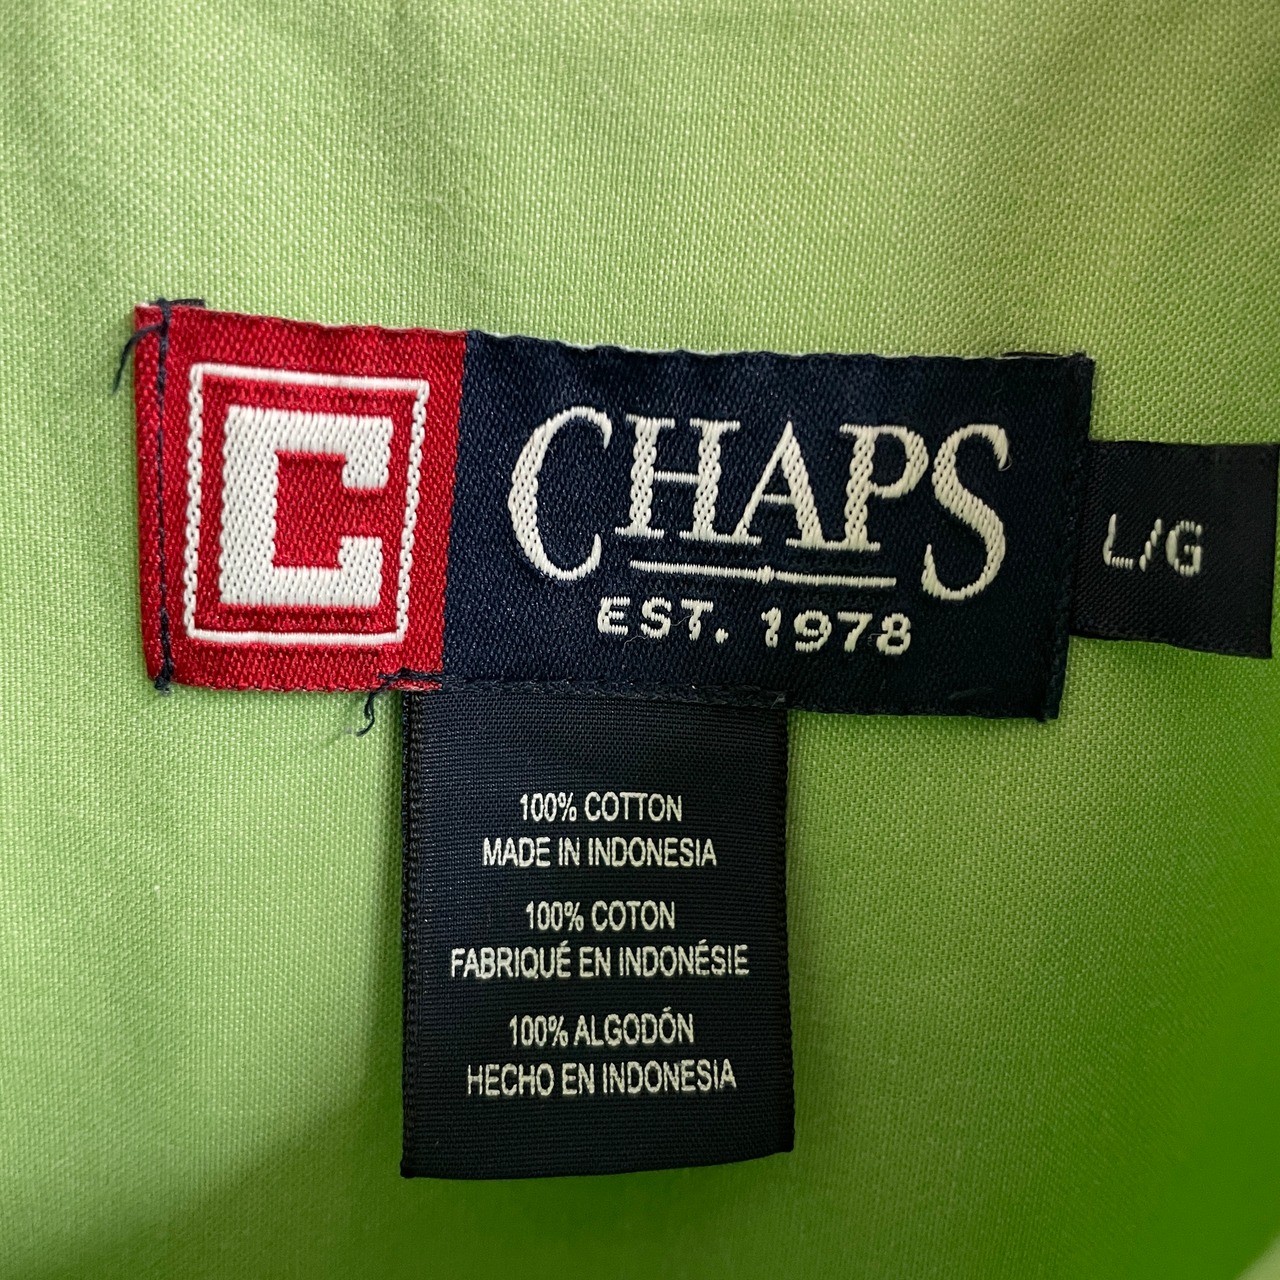 C
CHAPS
EST. 1978
L/G
100% COTTON
MADE IN INDONESIA
100% COTON
FABRIQUÉ EN INDONÉSIE
100% ALGODÓN
HECHO EN INDONESIA